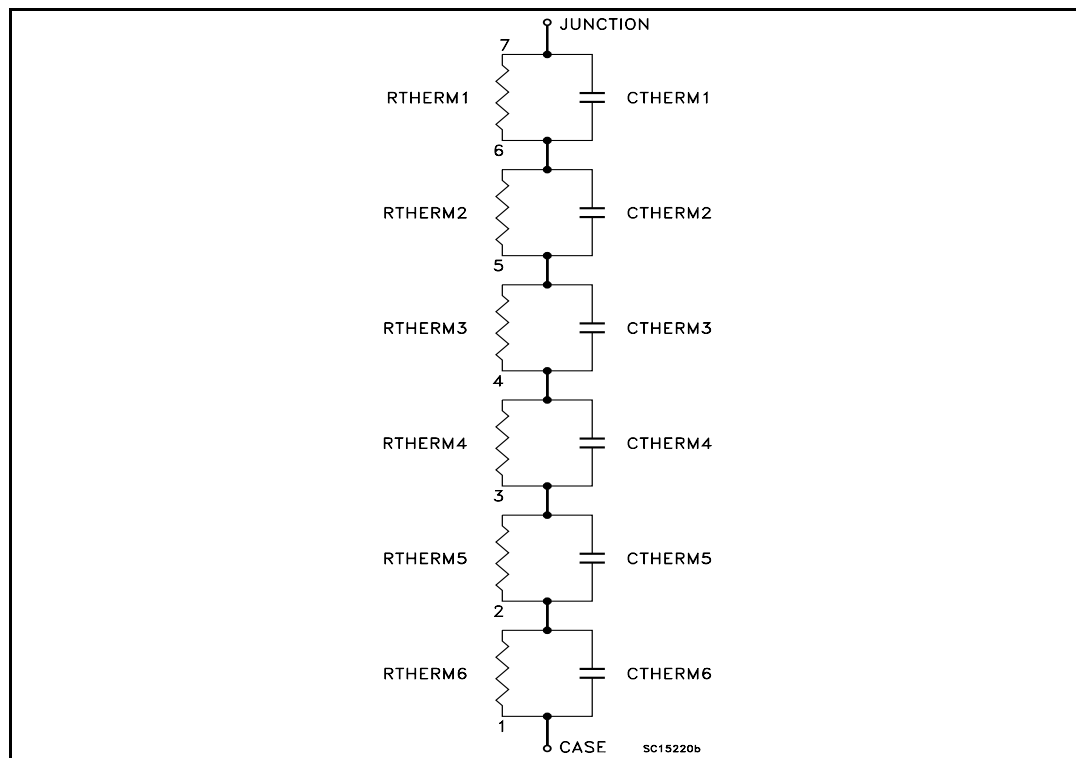 JUNCTION
7
RTHERM1 CTHERM1
6
RTHERM2 CTHERM2
5
RTHERM3 CTHERM3
4
RTHERM4 CTHERM4
3
RTHERM5 CTHERM5
2
RTHERM6 CTHERM6
1
CASE SC15220b